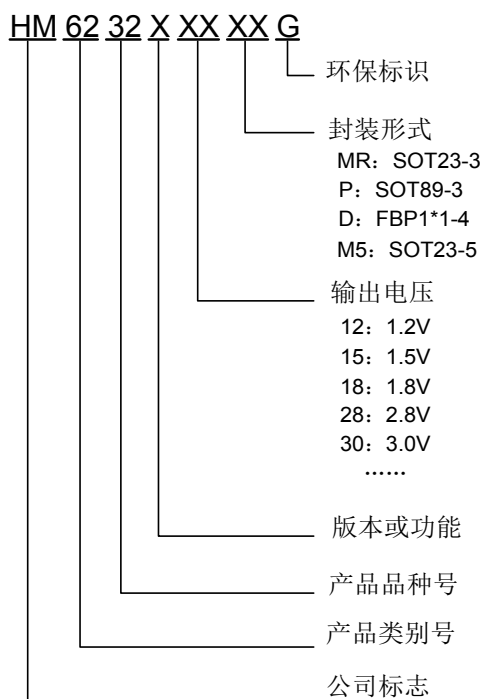 HM 62 32 X XX XX G
环保标识
封装形式
MR：SOT23-3
P：SOT89-3
D：FBP1*1-4
M5：SOT23-5
输出电压
12：1.2V
15：1.5V
18：1.8V
28：2.8V
30：3.0V
……
版本或功能
产品品种号
产品类别号
公司标志